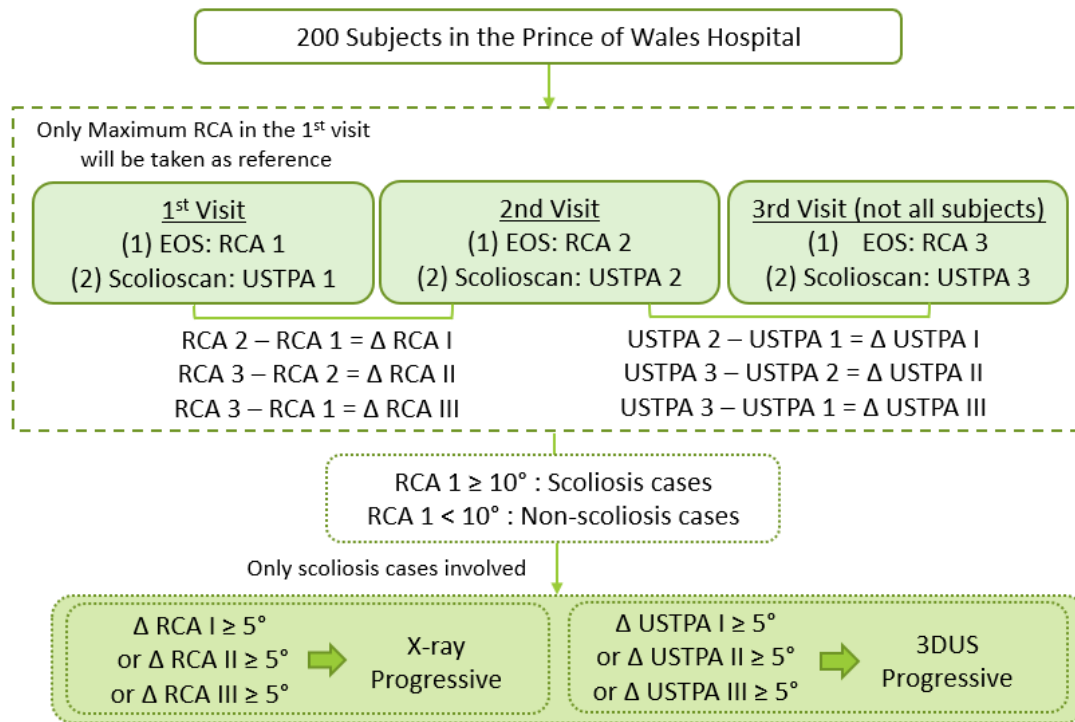 200 Subjects in the Prince of Wales Hospital
Only Maximum RCA in the 1st visit
will be taken as reference
1st Visit
(1) EOS: RCA 1
(2) Scolioscan: USTPA 1
2nd Visit
(1) EOS: RCA 2
(2) Scolioscan: USTPA 2
3rd Visit (not all subjects)
(1) EOS: RCA 3
(2) Scolioscan: USTPA 3
RCA 2 – RCA 1 = Δ RCA I
RCA 3 – RCA 2 = Δ RCA II
RCA 3 – RCA 1 = Δ RCA III
USTPA 2 – USTPA 1 = Δ USTPA I
USTPA 3 – USTPA 2 = Δ USTPA II
USTPA 3 – USTPA 1 = Δ USTPA III
RCA 1 ≥ 10° : Scoliosis cases
RCA 1 < 10° : Non-scoliosis cases
Only scoliosis cases involved
Δ RCA I ≥ 5°
or Δ RCA II ≥ 5°
or Δ RCA III ≥ 5°
X-ray
Progressive
Δ USTPA I ≥ 5°
or Δ USTPA II ≥ 5°
or Δ USTPA III ≥ 5°
3DUS
Progressive